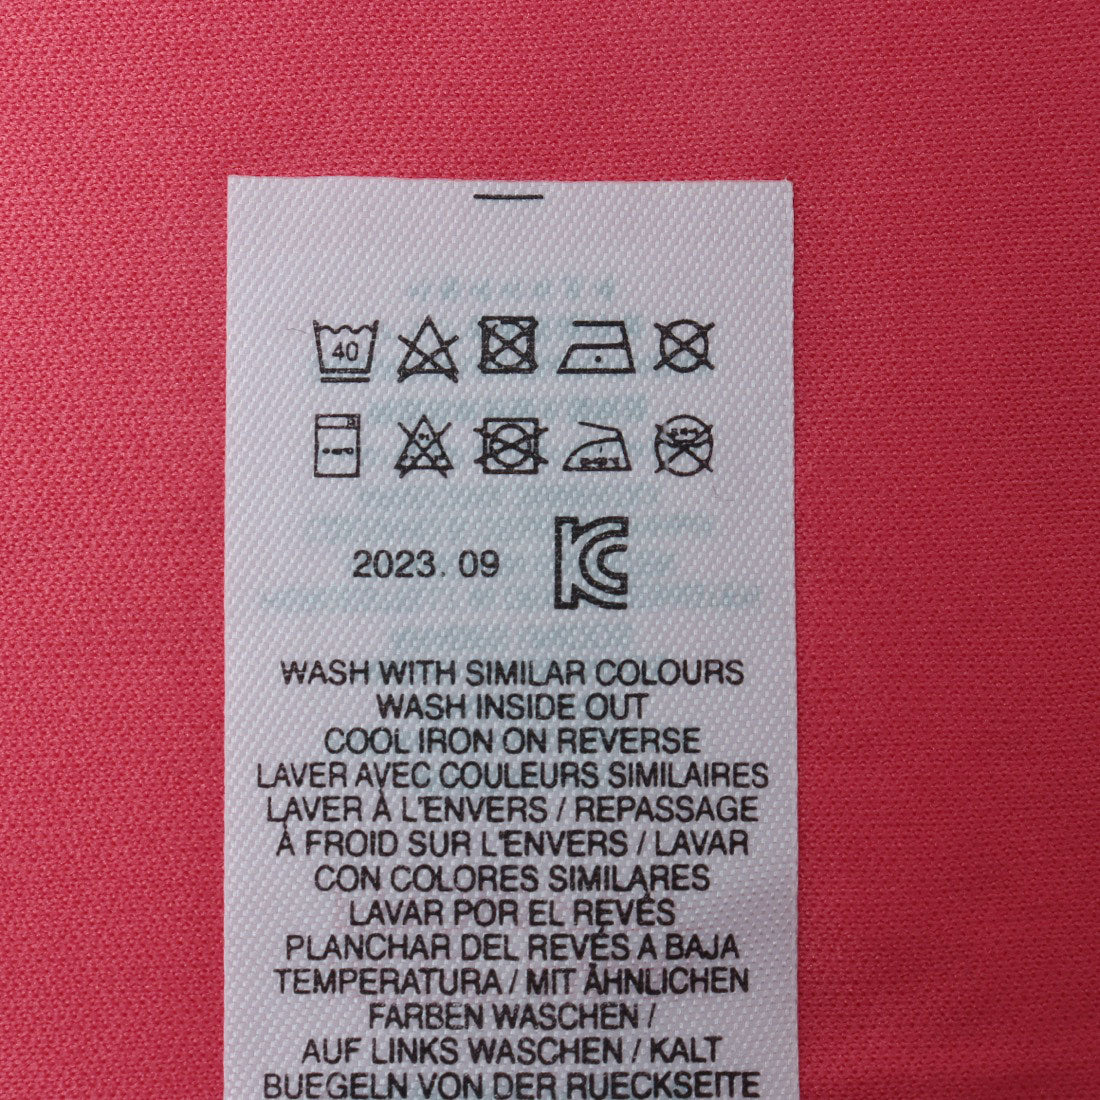 40
2023. 09
KC
WASH WITH SIMILAR COLOURS
WASH INSIDE OUT
COOL IRON ON REVERSE
LAVER AVEC COULEURS SIMILAIRES
LAVER À L'ENVERS / REPASSAGE
À FROID SUR L'ENVERS / LAVAR
CON COLORES SIMILARES
LAVAR POR EL REVÉS
PLANCHAR DEL REVÉS A BAJA
TEMPERATURA / MIT ÄHNLICHEN
FARBEN WASCHEN /
AUF LINKS WASCHEN / KALT
BUEGELN VON DER RUECKSEITE